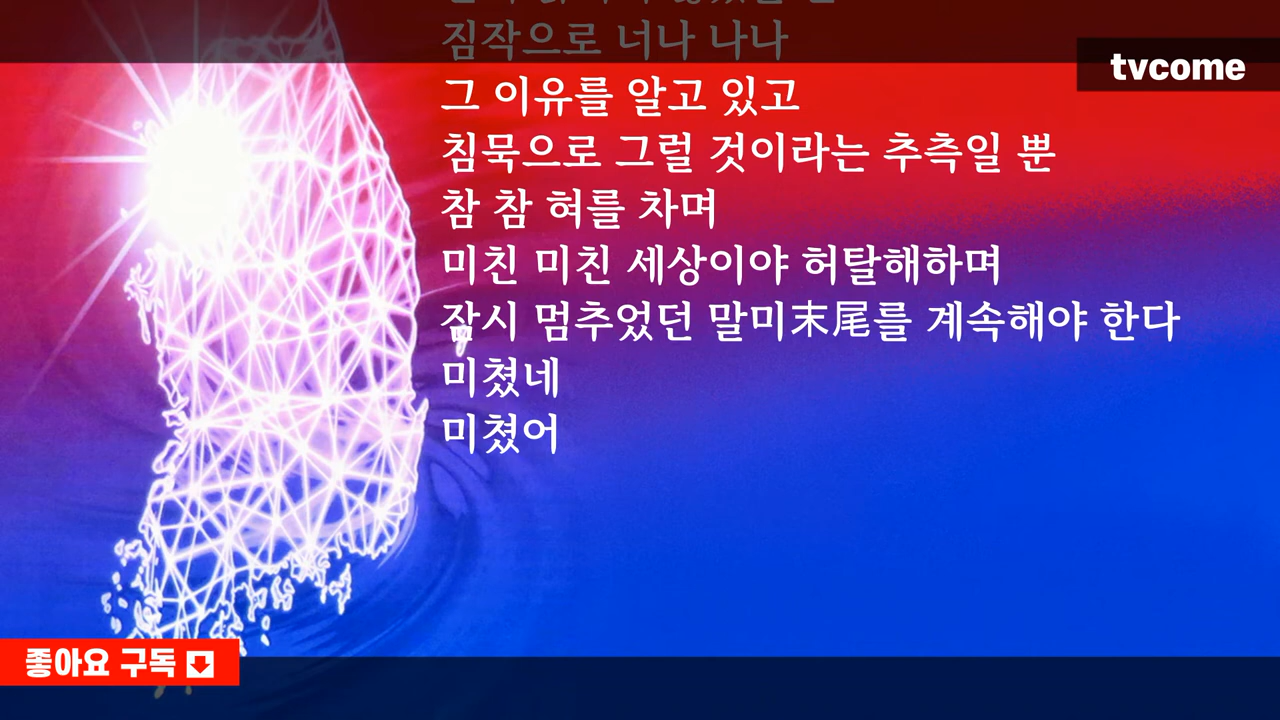 짐작으로 너나 나나
그 이유를 알고 있고
침묵으로 그럴 것이라는 추측일 뿐
참 참 혀를 차며
미친 미친 세상이야 허탈해하며
잠시 멈추었던 말미末尾를 계속해야 한다
미쳤네
미쳤어
tvcome
좋아요 구독